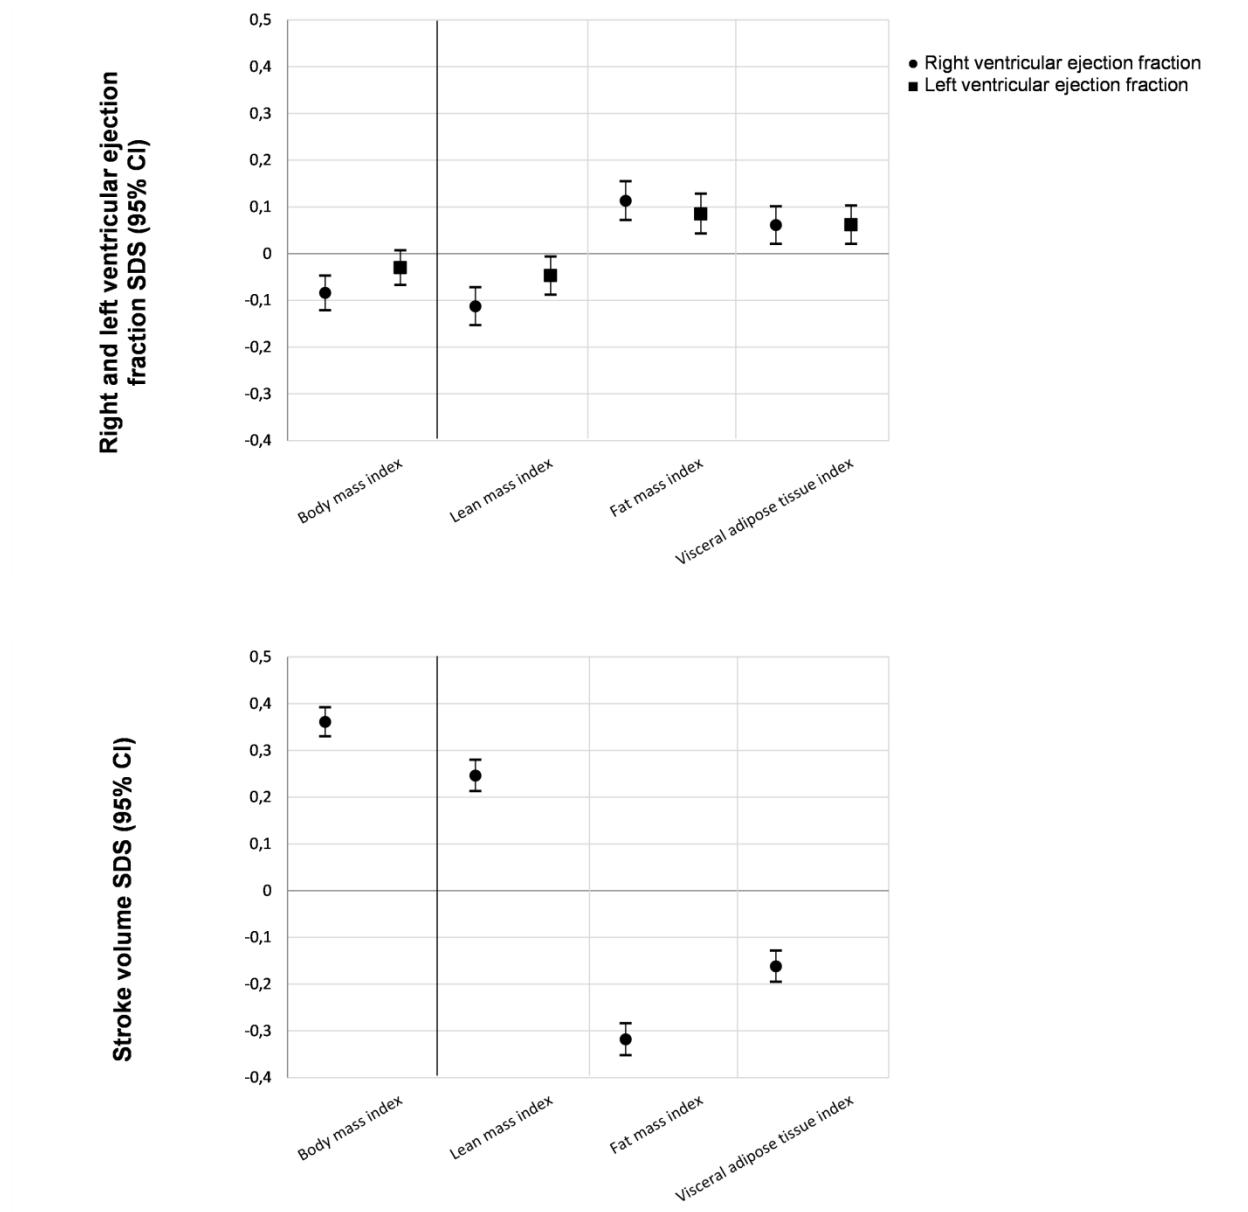 Right and left ventricular ejection
fraction SDS (95% CI)
0,5
0,4
0,3
0,2
0,1
0
-0,1
-0,2
-0,3
-0,4
Body mass index
Lean mass index
Fat mass index
Visceral adipose tissue index
Right ventricular ejection fraction
Left ventricular ejection fraction
Stroke volume SDS (95% CI)
0,5
0,4
0,3
0,2
0,1
0
-0,1
-0,2
-0,3
-0,4
Body mass index
Lean mass index
Fat mass index
Visceral adipose tissue index